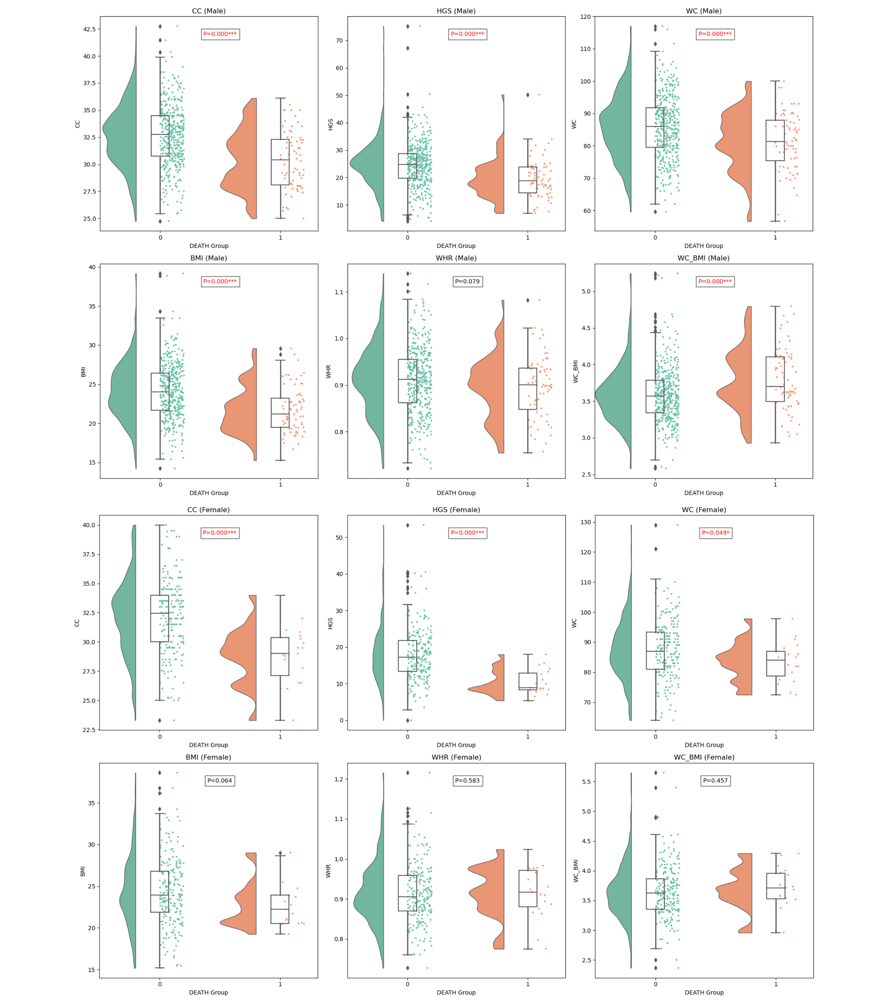 CC (Male)
HGS (Male)
WC (Male)
42.5
40.0
37.5
35.0
32.5
30.0
27.5
25.0
CC
P=0.000***
0
1
DEATH Group
70
60
50
40
30
20
10
HGS
P=0.000***
0
1
DEATH Group
120
110
100
90
80
70
60
WC
P=0.000***
0
1
DEATH Group
BMI (Male)
WHR (Male)
WC_BMI (Male)
40
35
30
25
20
15
BMI
P=0.000***
0
1
DEATH Group
1.1
1.0
0.9
0.8
WHR
P=0.079
0
1
DEATH Group
5.0
4.5
4.0
3.5
3.0
2.5
WC_BMI
P=0.000***
0
1
DEATH Group
CC (Female)
HGS (Female)
WC (Female)
40.0
37.5
35.0
32.5
30.0
27.5
25.0
22.5
CC
P=0.000***
0
1
DEATH Group
50
40
30
20
10
0
HGS
P=0.000***
0
1
DEATH Group
130
120
110
100
90
80
70
WC
P=0.049*
0
1
DEATH Group
BMI (Female)
WHR (Female)
WC_BMI (Female)
35
30
25
20
15
BMI
P=0.064
0
1
DEATH Group
1.2
1.1
1.0
0.9
0.8
WHR
P=0.583
0
1
DEATH Group
5.5
5.0
4.5
4.0
3.5
3.0
2.5
WC_BMI
P=0.457
0
1
DEATH Group